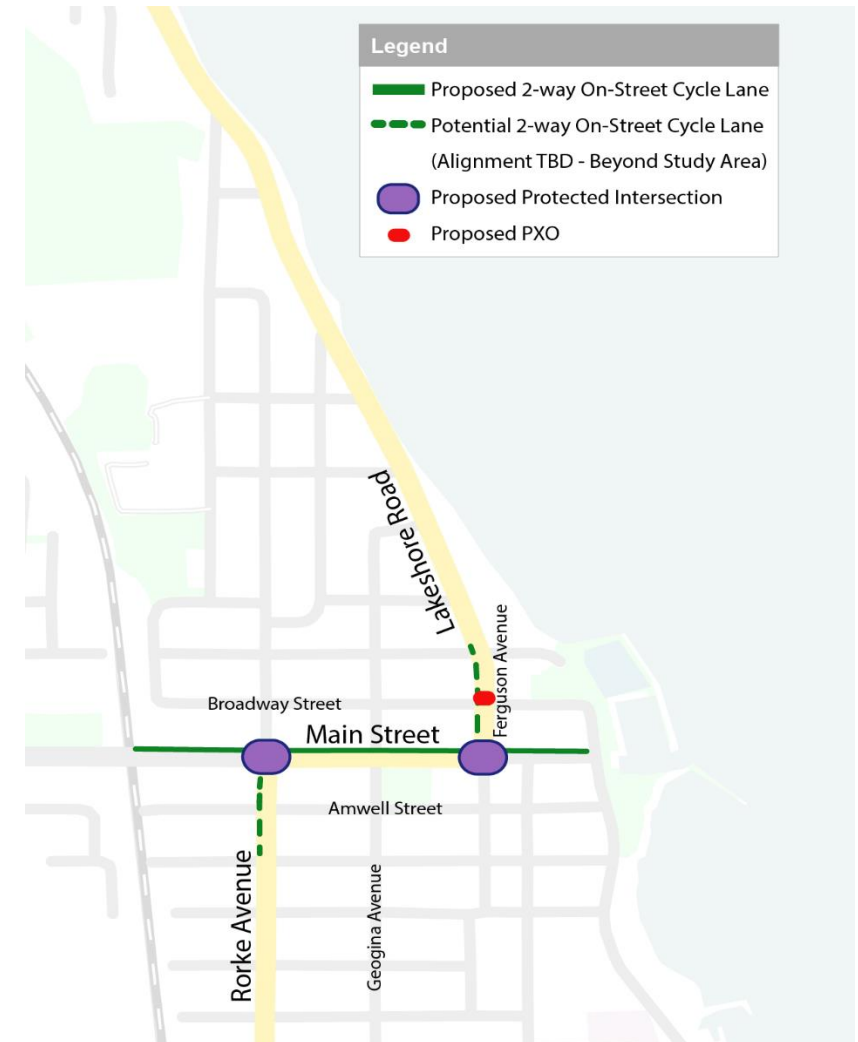 Legend
Proposed 2-way On-Street Cycle Lane
Potential 2-way On-Street Cycle Lane
(Alignment TBD - Beyond Study Area)
Proposed Protected Intersection
Proposed PXO
Lakeshore Road
Ferguson Avenue
Broadway Street
Main Street
Amwell Street
Rorke Avenue
Geogina Avenue